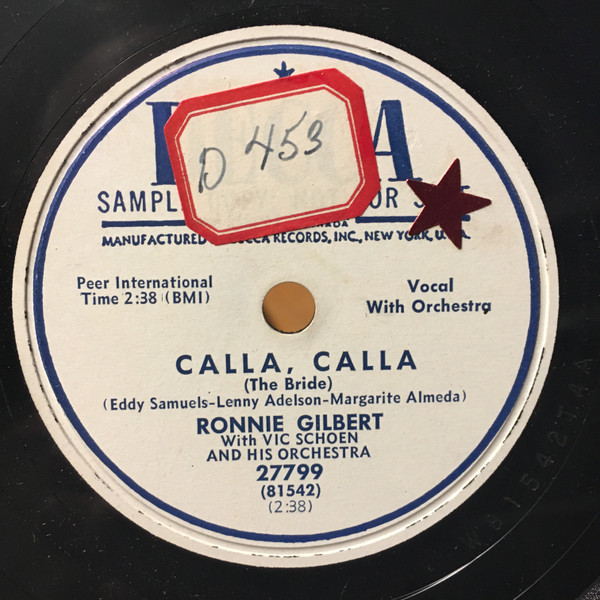 D 453
SAMPL
MANUFACTURED RECORDS, INC., NEW YORK, U.S.A.
Peer International
Time 2:38 (BMI)
Vocal
With Orchestra
CALLA, CALLA
(The Bride)
(Eddy Samuels-Lenny Adelson-Margarite Almeda)
RONNIE GILBERT
With VIC SCHOEN
AND HIS ORCHESTRA
27799
(81542)
(2:38)